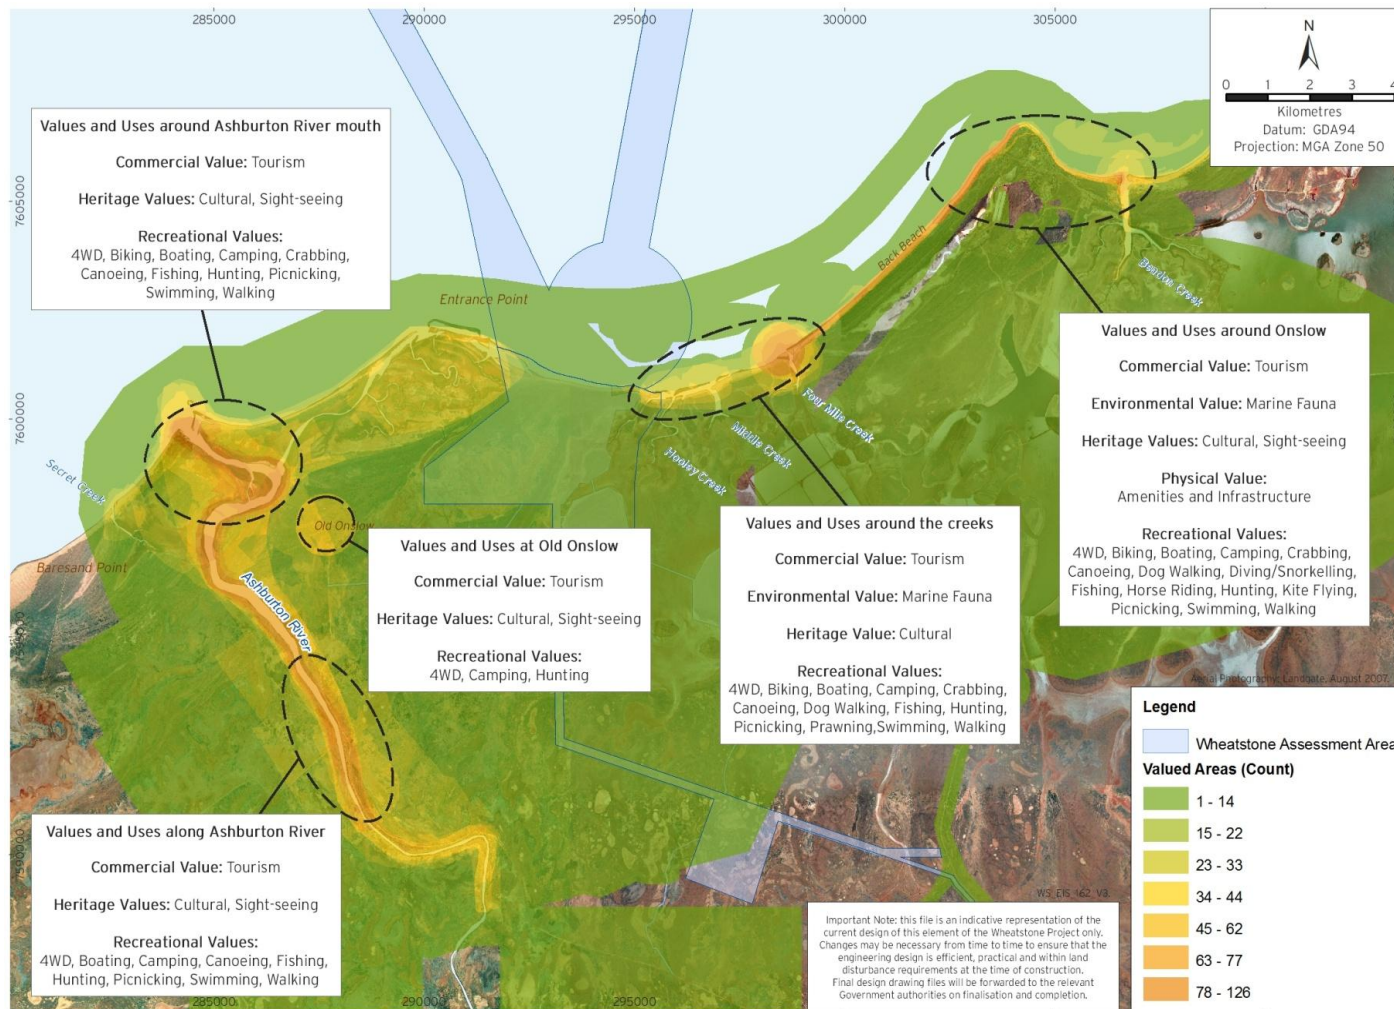 285000
290000
295000
300000
305000
N
0 1 2 3 4
Kilometres
Datum: GDA94
Projection: MGA Zone 50
Values and Uses around Ashburton River mouth
Commercial Value: Tourism
Heritage Values: Cultural, Sight-seeing
Recreational Values:
4WD, Biking, Boating, Camping, Crabbing,
Canoeing, Fishing, Hunting, Picnicking,
Swimming, Walking
7605000
Back Beach
Beadon Creek
Entrance Point
Values and Uses around Onslow
Commercial Value: Tourism
Environmental Value: Marine Fauna
Heritage Values: Cultural, Sight-seeing
Physical Value:
Amenities and Infrastructure
Recreational Values:
4WD, Biking, Boating, Camping, Crabbing,
Canoeing, Dog Walking, Diving/Snorkelling,
Fishing, Horse Riding, Hunting, Kite Flying,
Picnicking, Swimming, Walking
7600000
Four Mile Creek
Middle Creek
Hooley Creek
Secret Creek
Old Onslow
Baresand Point
Ashburton River
Values and Uses at Old Onslow
Commercial Value: Tourism
Heritage Values: Cultural, Sight-seeing
Recreational Values:
4WD, Camping, Hunting
Values and Uses around the creeks
Commercial Value: Tourism
Environmental Value: Marine Fauna
Heritage Value: Cultural
Recreational Values:
4WD, Biking, Boating, Camping, Crabbing,
Canoeing, Dog Walking, Fishing, Hunting,
Picnicking, Prawning,Swimming, Walking
7595000
Aerial Photography: Landgate, August 2007.
Legend
Wheatstone Assessment Area
Valued Areas (Count)
1 - 14
15 - 22
23 - 33
34 - 44
45 - 62
63 - 77
78 - 126
Values and Uses along Ashburton River
Commercial Value: Tourism
Heritage Values: Cultural, Sight-seeing
Recreational Values:
4WD, Boating, Camping, Canoeing, Fishing,
Hunting, Picnicking, Swimming, Walking
7590000
WS_EIS_162_V3
Important Note: this file is an indicative representation of the
current design of this element of the Wheatstone Project only.
Changes may be necessary from time to time to ensure that the
engineering design is efficient, practical and within land
disturbance requirements at the time of construction.
Final design drawing files will be forwarded to the relevant
Government authorities on finalisation and completion.
285000
290000
295000